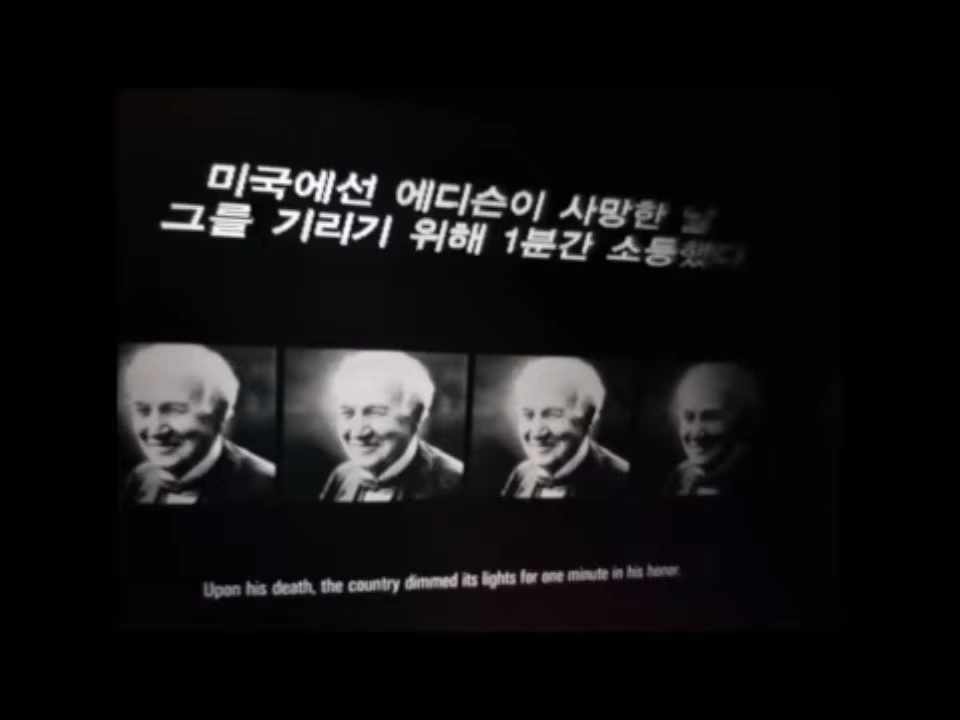 미국에선 에디슨이 사망한 날
그를 기리기 위해 1분간 소등했다
Upon his death, the country dimmed its lights for one minute in his honor.